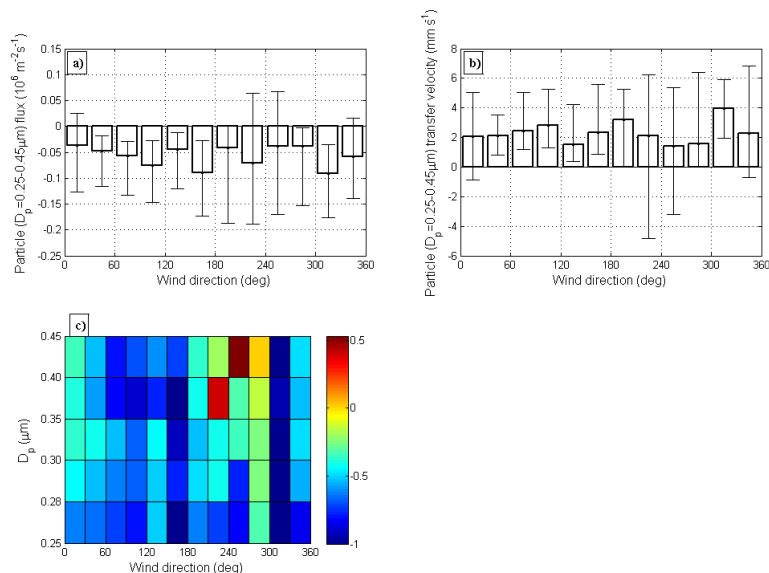 a)
0.15
0.1
0.05
0
-0.05
-0.1
-0.15
-0.2
-0.25
0 60 120 180 240 300 360
Wind direction (deg)
Particle (Dp=0.25-0.45μm) flux (10^6 m-2s-1)
b)
8
6
4
2
0
-2
-4
-6
0 60 120 180 240 300 360
Wind direction (deg)
Particle (Dp=0.25-0.45μm) transfer velocity (mm s)
c)
0.45
0.40
0.35
0.30
0.28
0.25
0 60 120 180 240 300 360
Wind direction (deg)
Dp (μm)
0.5
0
-0.5
-1